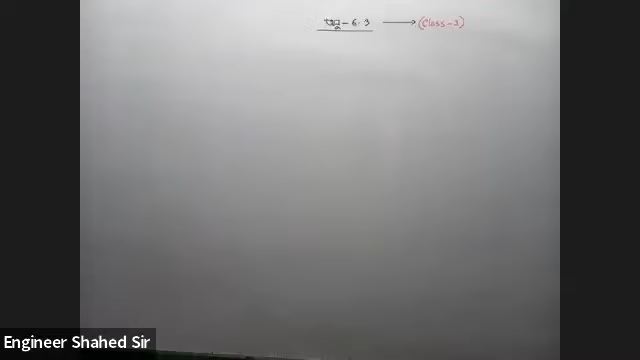 – 6.3 → (Class – 3)
Engineer Shahed Sir